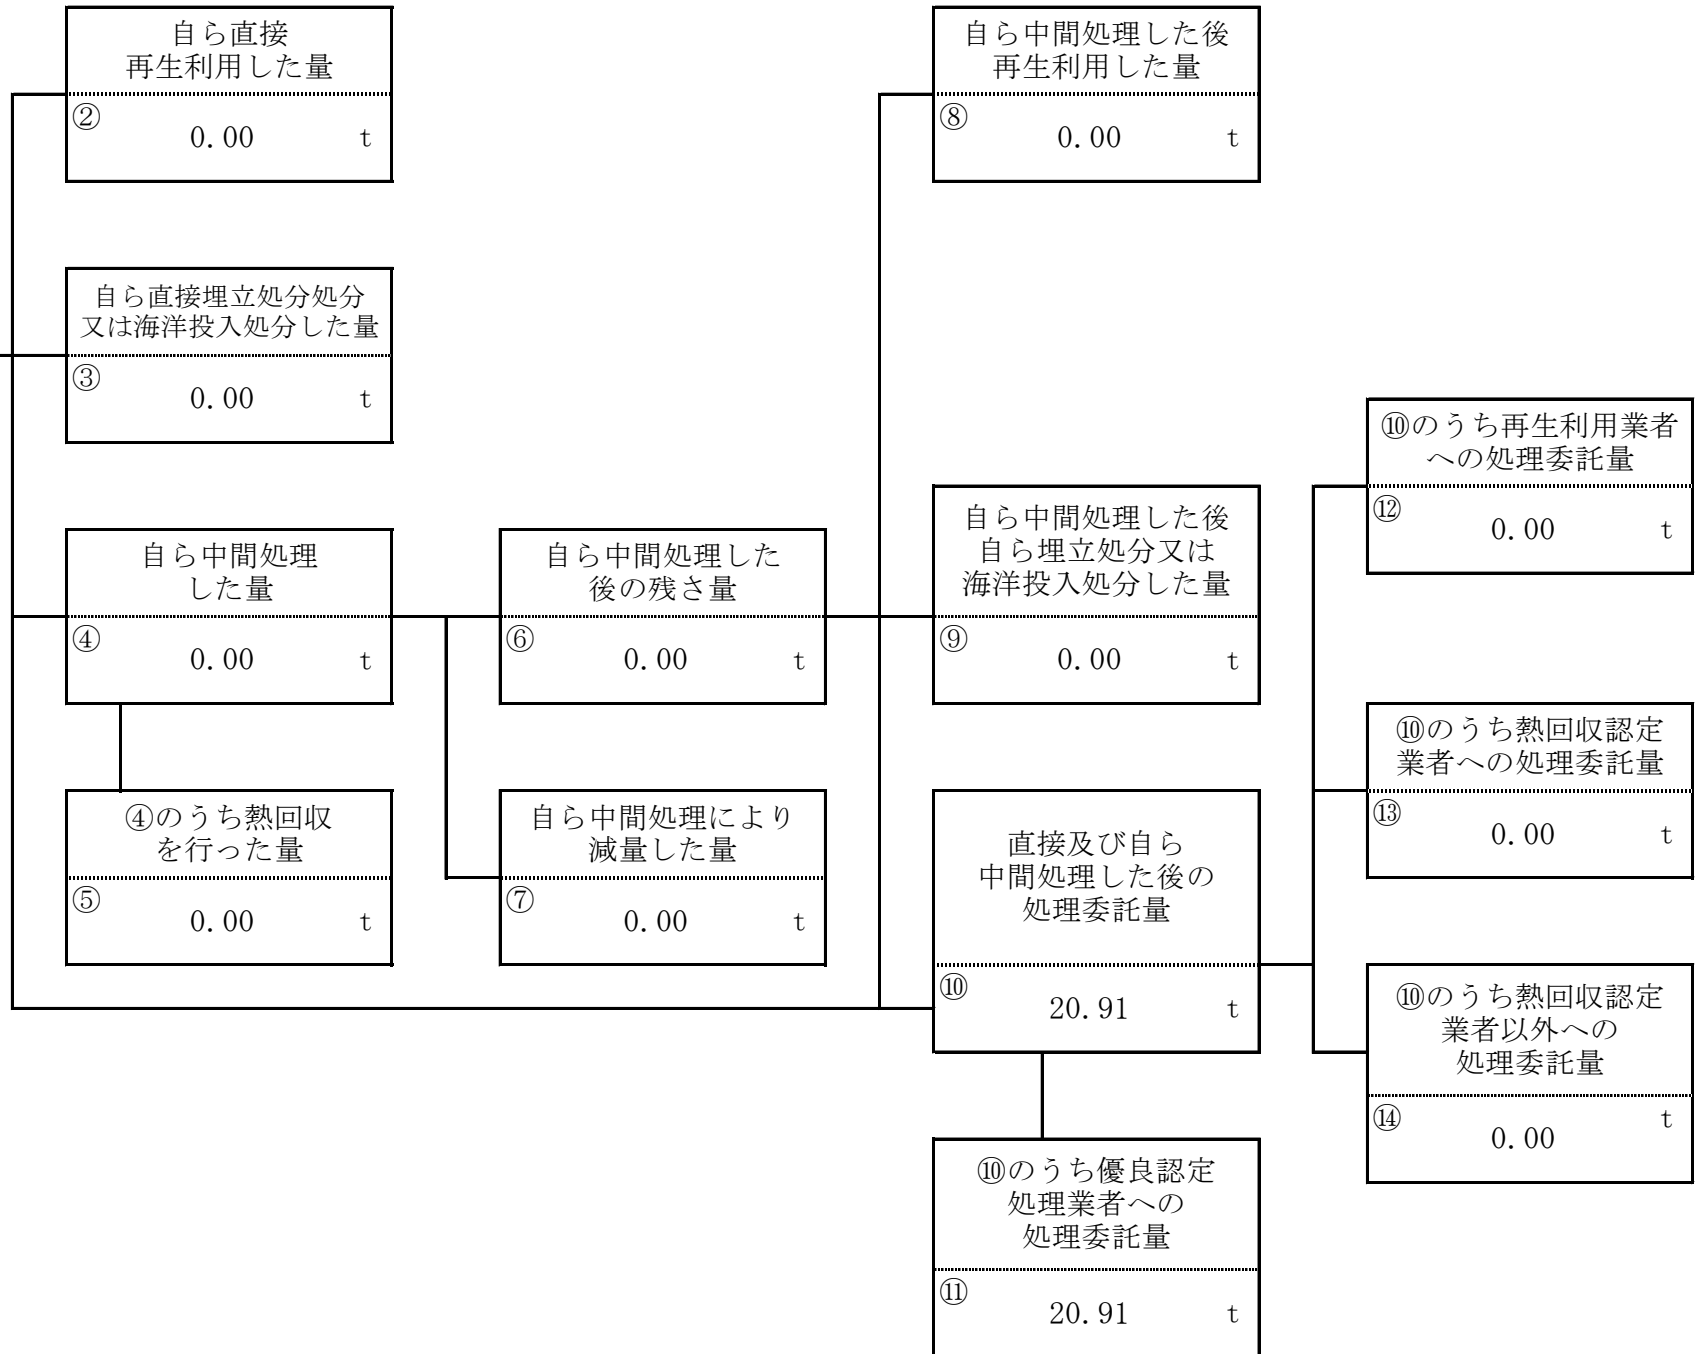 自ら直接
再生利用した量
②
0.00 t
自ら中間処理した後
再生利用した量
⑧
0.00 t
自ら直接埋立処分処分
又は海洋投入処分した量
③
0.00 t
⑩のうち再生利用業者
への処理委託量
⑫
0.00 t
自ら中間処理
した量
④
0.00 t
自ら中間処理した
後の残さ量
⑥
0.00 t
自ら中間処理した後
自ら埋立処分又は
海洋投入処分した量
⑨
0.00 t
⑩のうち熱回収認定
業者への処理委託量
⑬
0.00 t
④のうち熱回収
を行った量
⑤
0.00 t
自ら中間処理により
減量した量
⑦
0.00 t
直接及び自ら
中間処理した後の
処理委託量
⑩
20.91 t
⑩のうち熱回収認定
業者以外への
処理委託量
⑭
0.00 t
⑩のうち優良認定
処理業者への
処理委託量
⑪
20.91 t